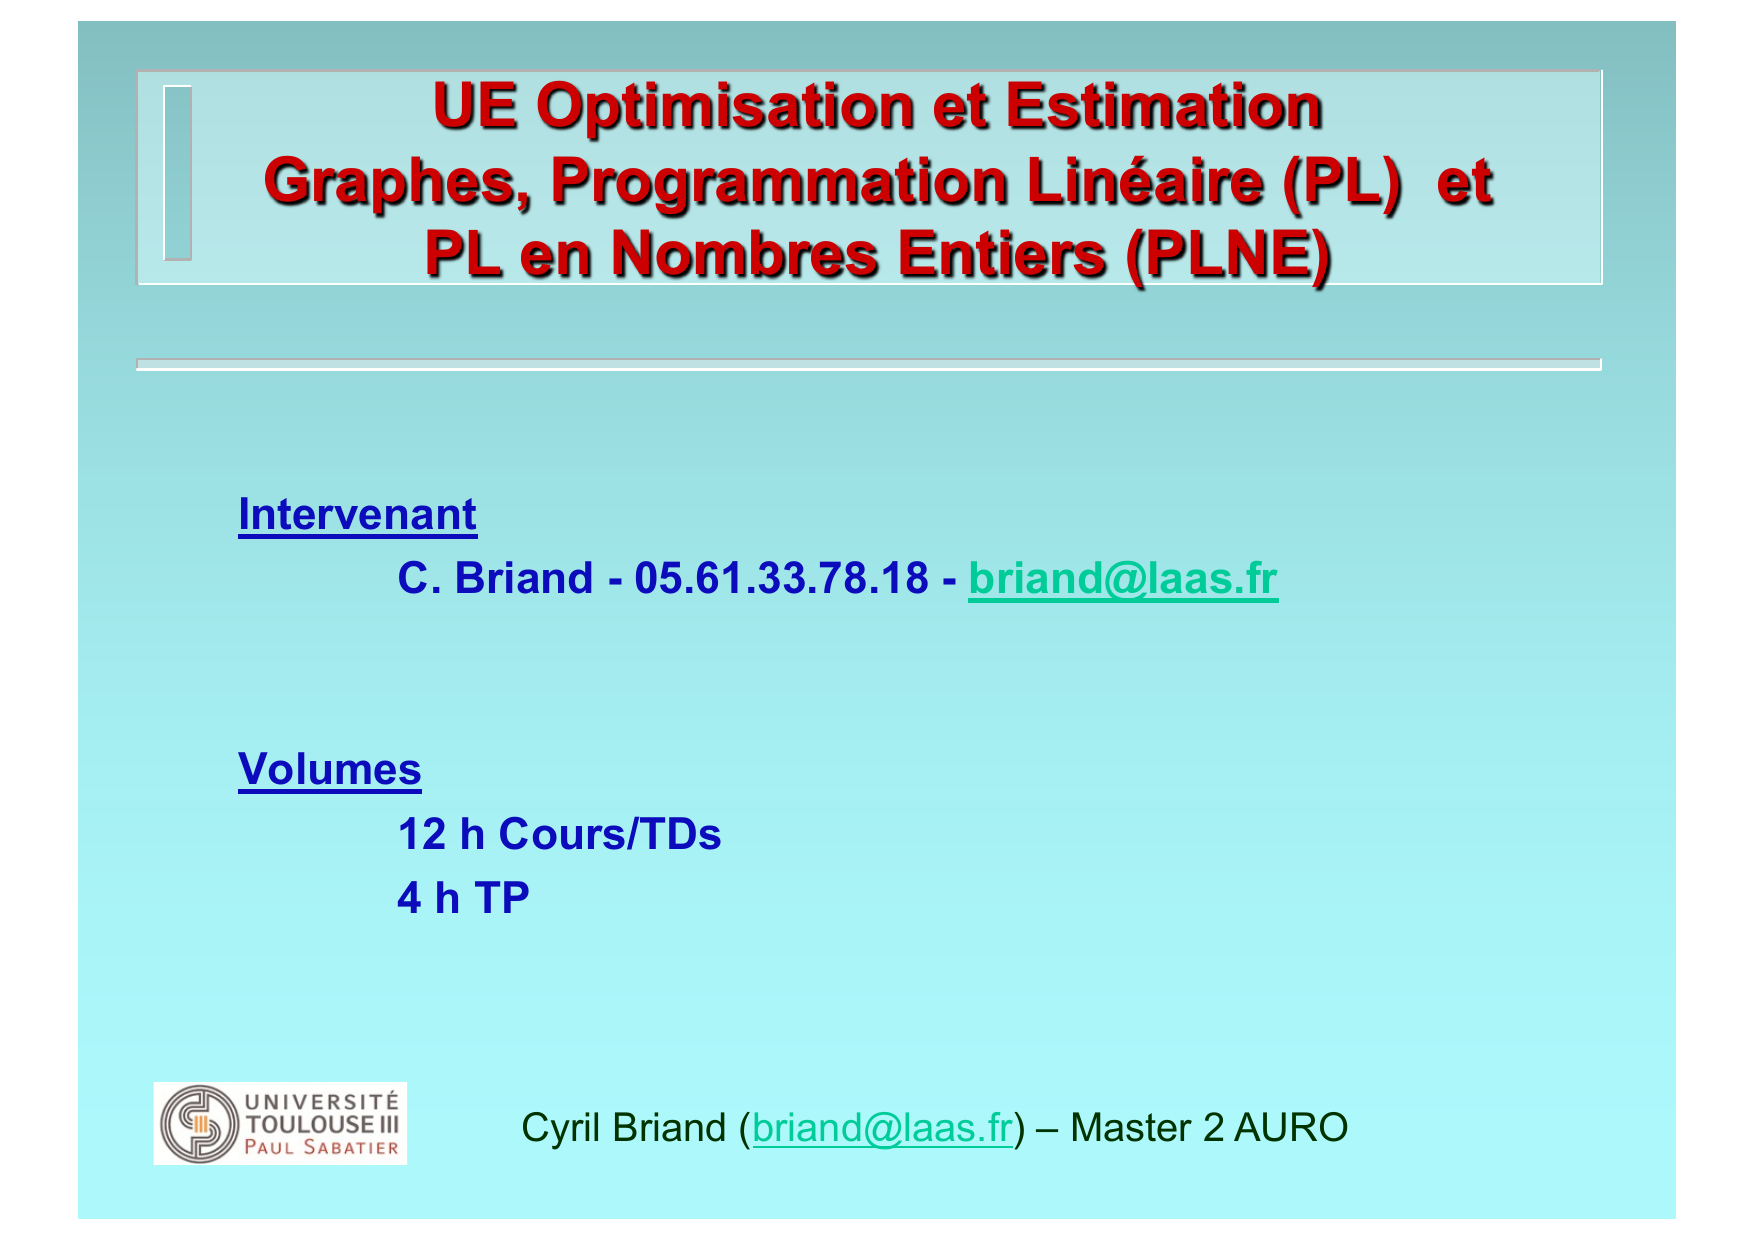 UE Optimisation et Estimation
Graphes, Programmation Linéaire (PL) et
PL en Nombres Entiers (PLNE)
Intervenant
C. Briand - 05.61.33.78.18 - briand@laas.fr
Volumes
12 h Cours/TDs
4 h TP
UNIVERSITÉ
TOULOUSE III
PAUL SABATIER
Cyril Briand (briand@laas.fr) – Master 2 AURO